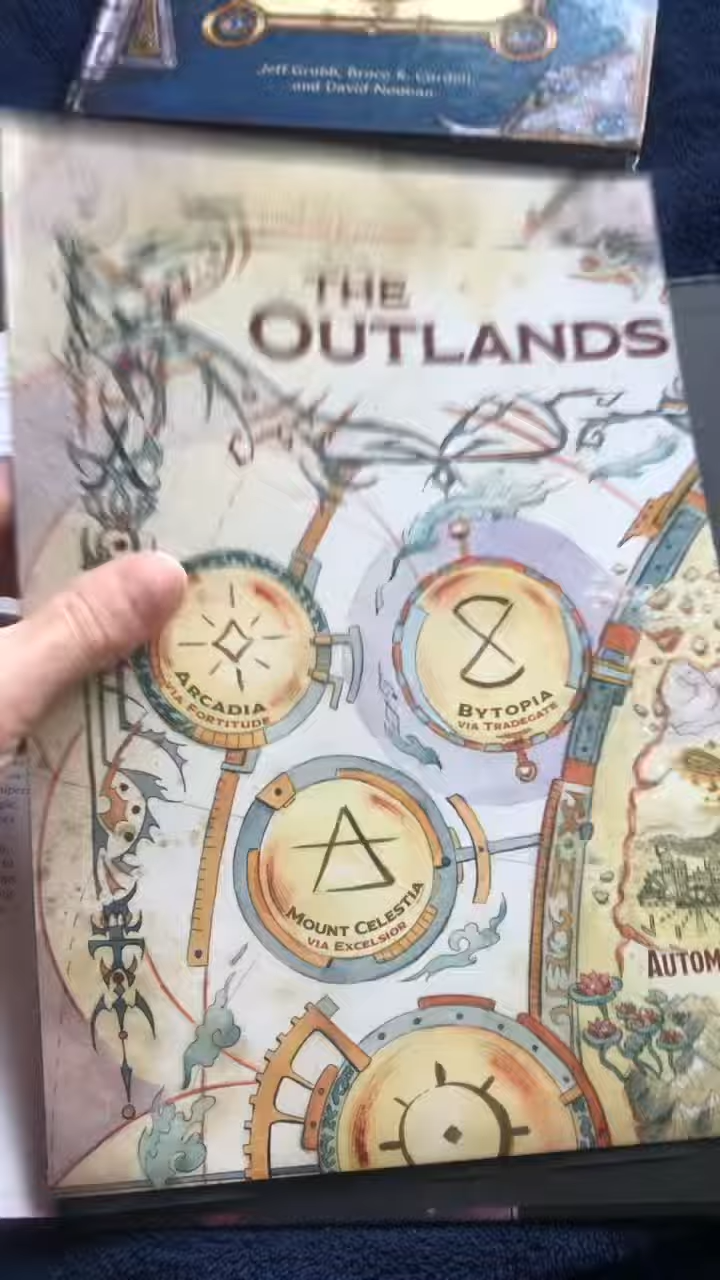 Jeff Grubb, Bruce R. Cordell,
and David Noonan
THE
OUTLANDS
ARCADIA
VIA FORTITUDE
BYTOPIA
VIA TRADEGATE
MOUNT CELESTIA
VIA EXCELSIOR
AUTOM